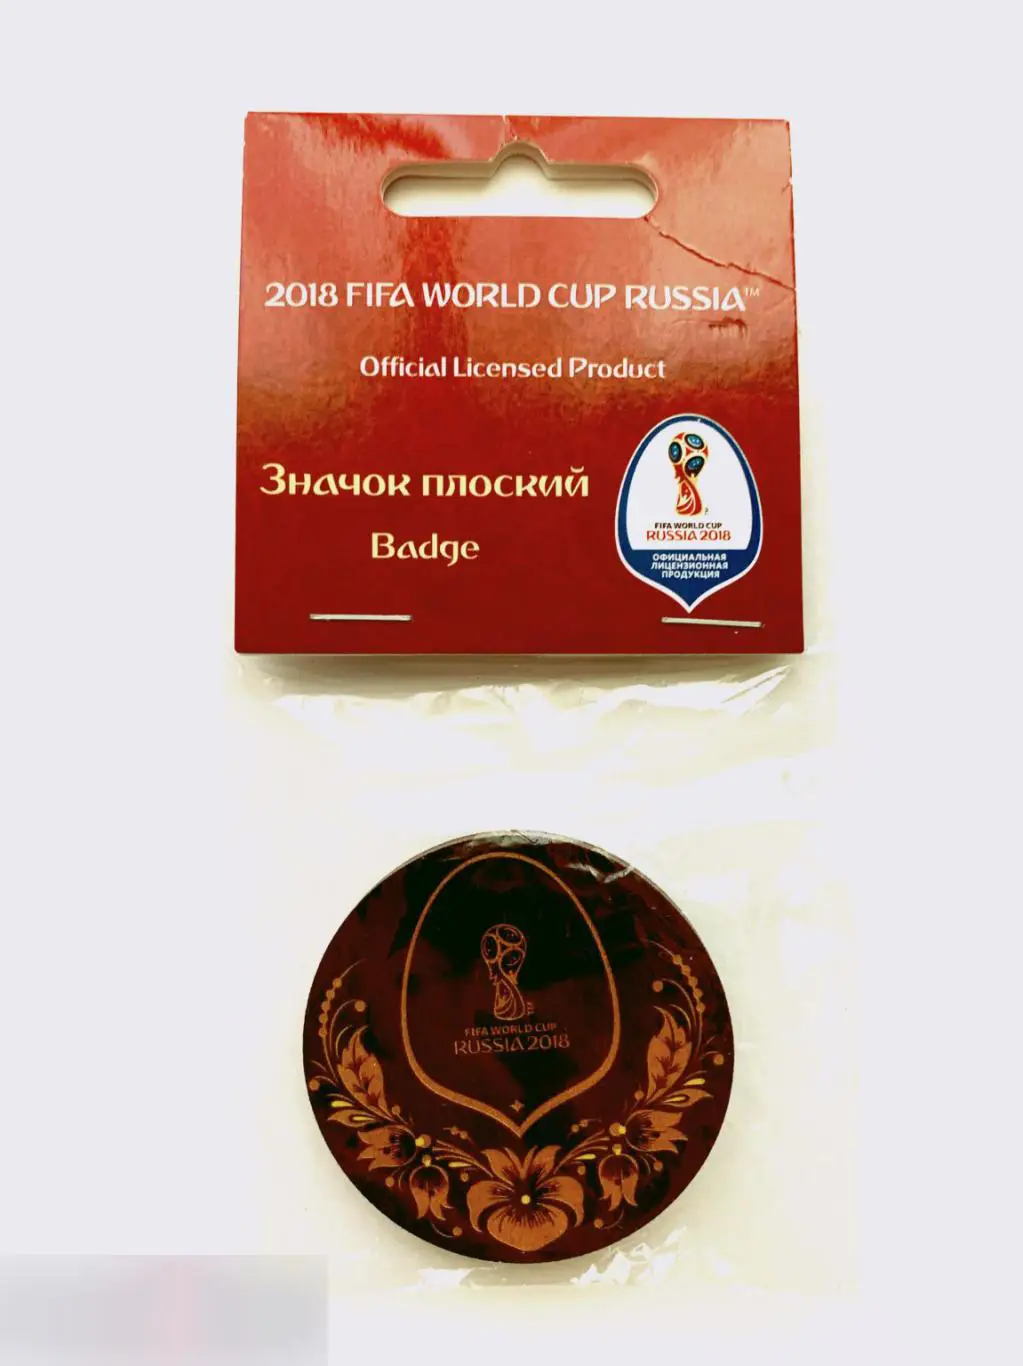 2018 FIFA WORLD CUP RUSSIA™
Official Licensed Product
Значок плоский
Badge
FIFA WORLD CUP
RUSSIA 2018
ОФИЦИАЛЬНАЯ
ЛИЦЕНЗИОННАЯ
ПРОДУКЦИЯ
FIFA WORLD CUP
RUSSIA 2018